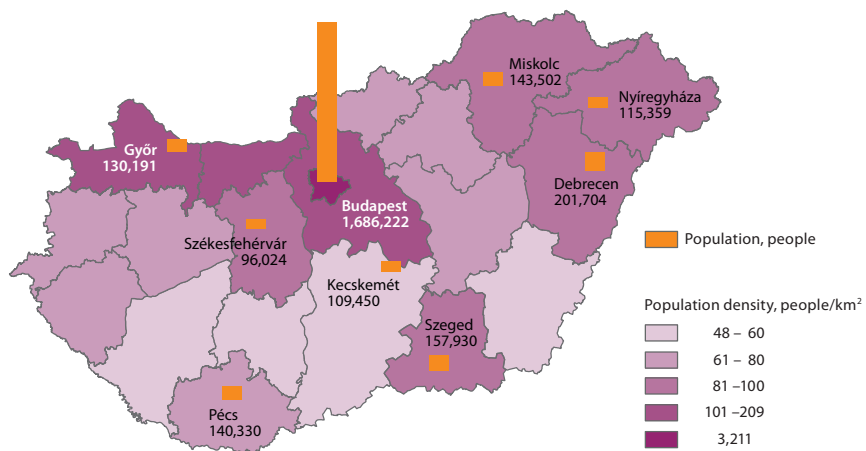 Miskolc
143,502
Nyíregyháza
115,359
Győr
130,191
Debrecen
201,704
Budapest
1,686,222
Székesfehérvár
96,024
Kecskemét
109,450
Szeged
157,930
Pécs
140,330
Population, people
Population density, people/km²
48 – 60
61 – 80
81 –100
101 –209
3,211